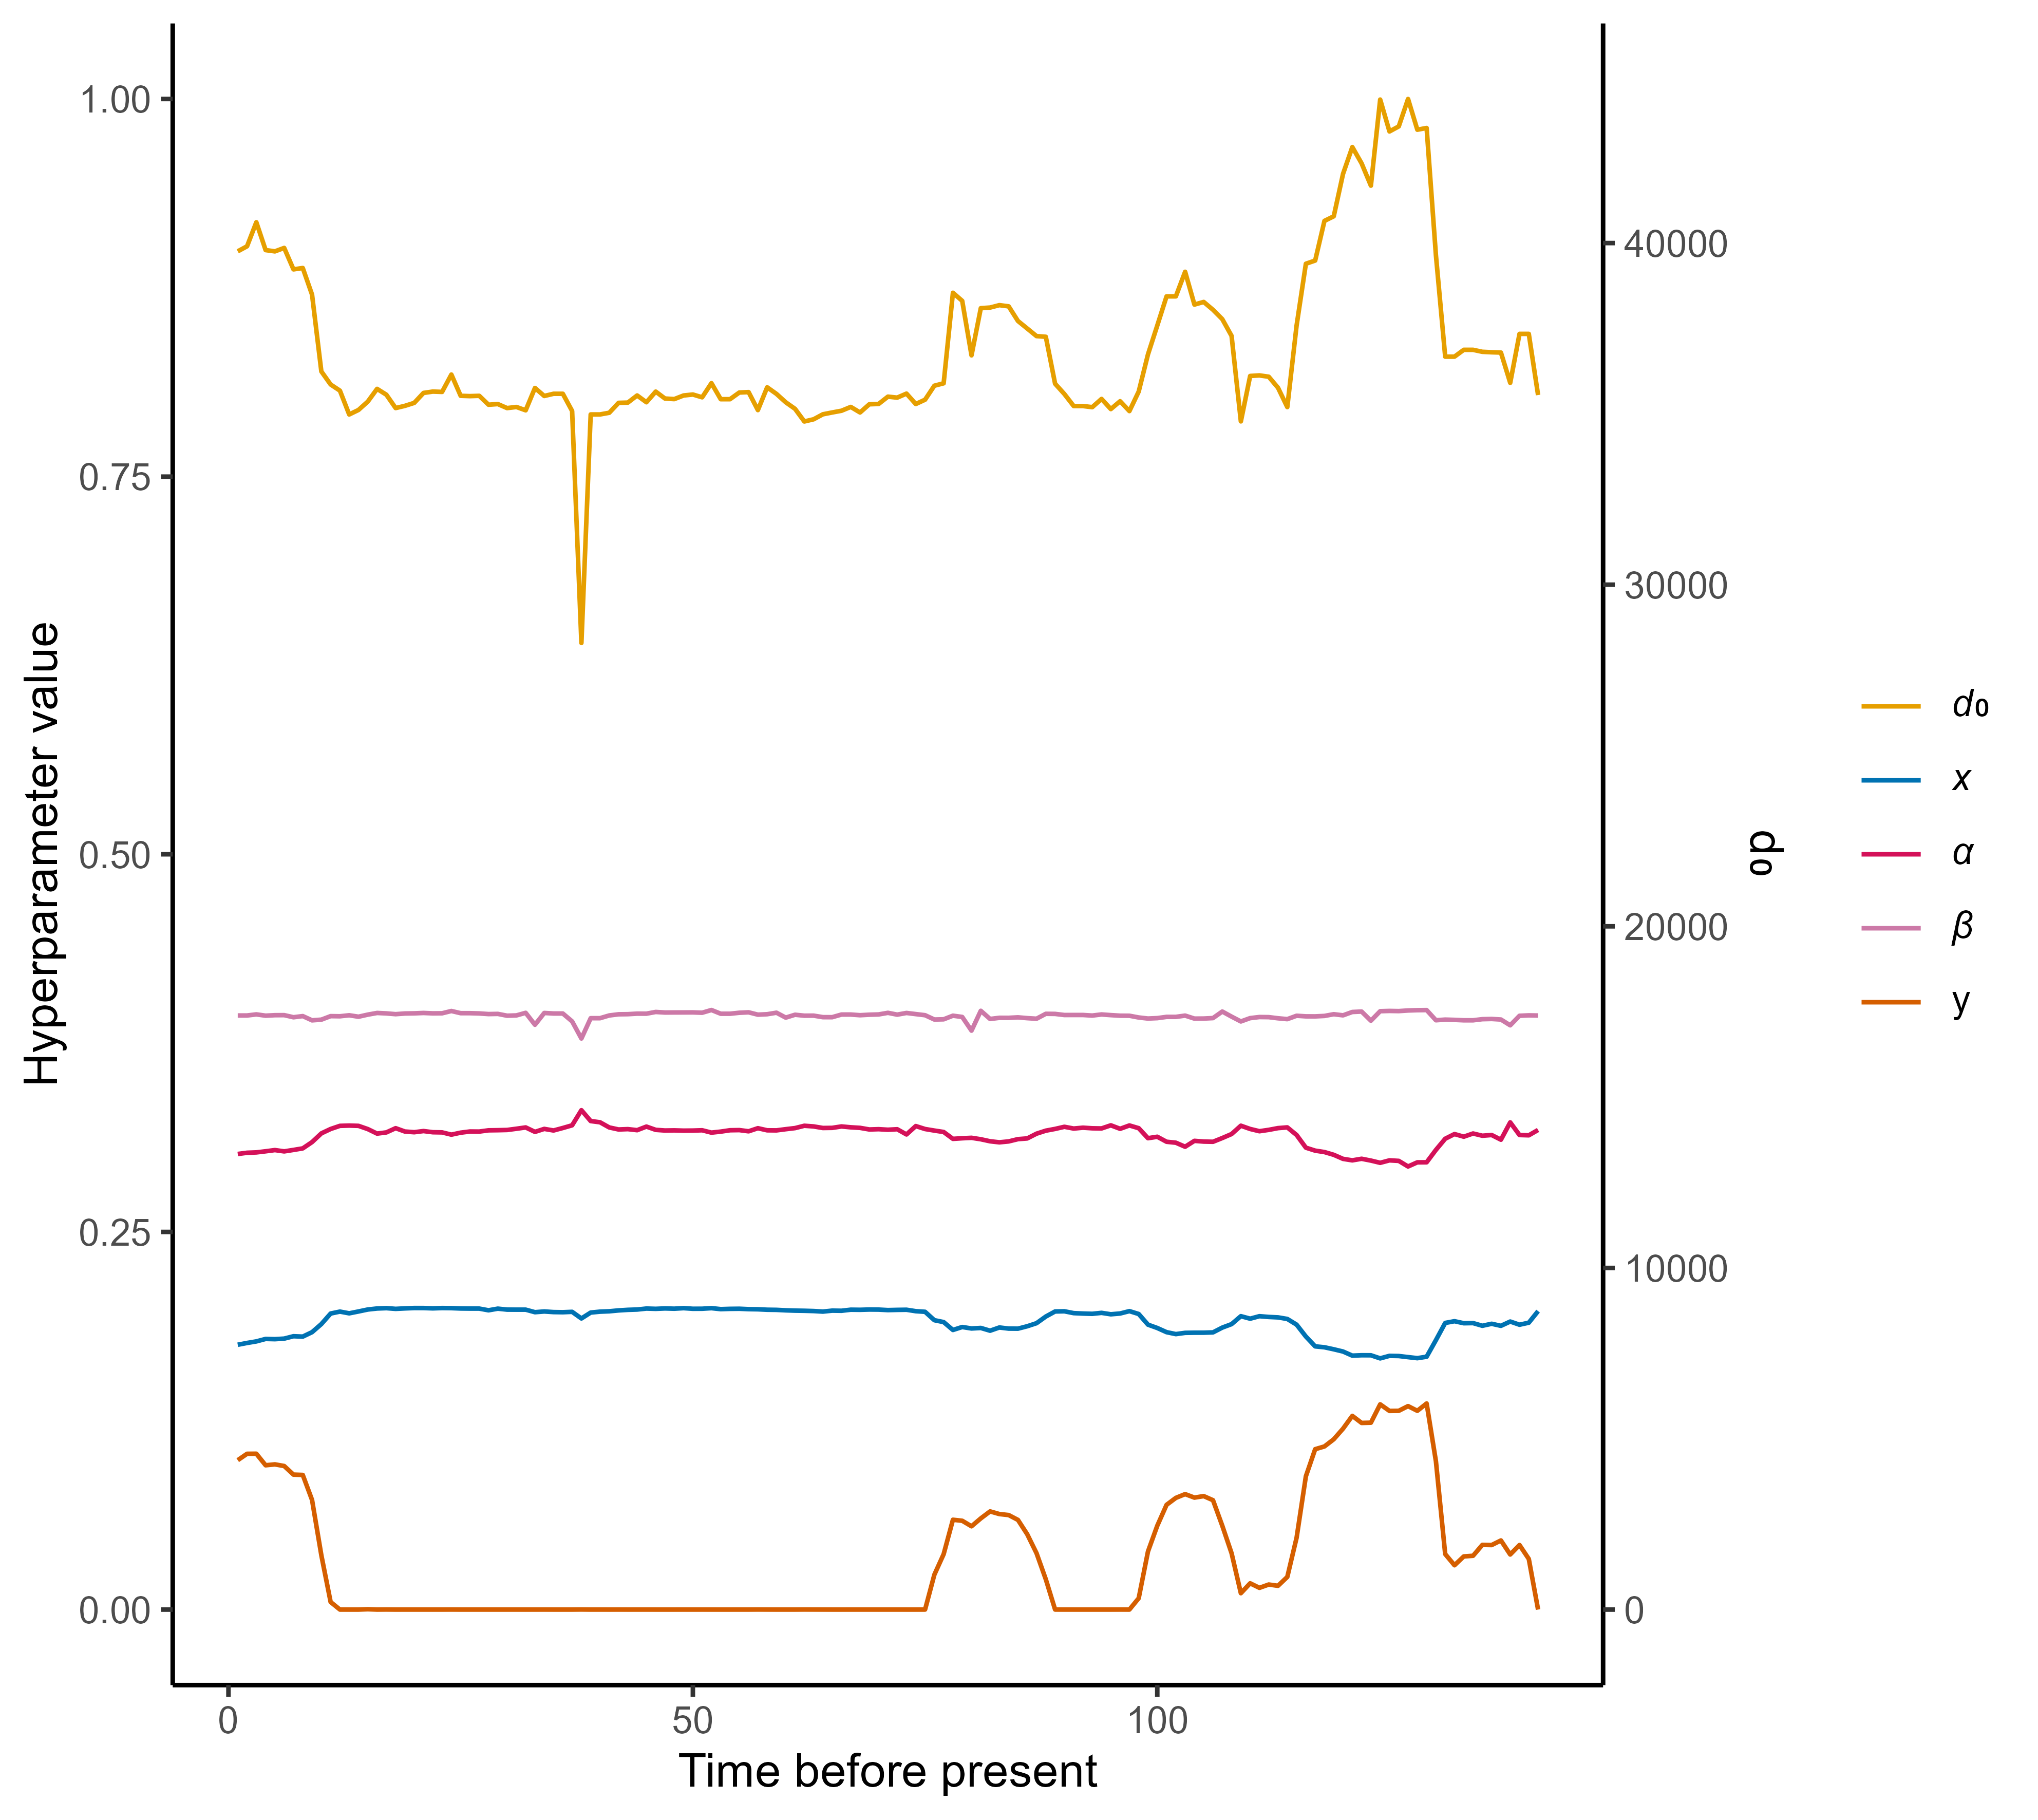 1.00
0.75
0.50
0.25
0.00
Hyperparameter value
0
50
100
Time before present
40000
30000
20000
10000
0
d₀
d₀
x
α
β
y